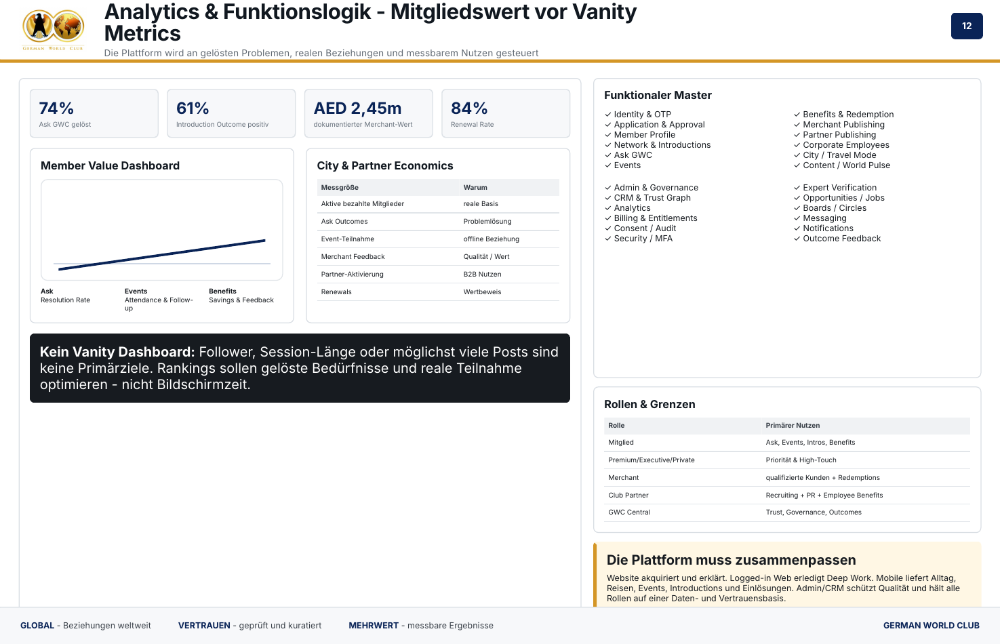 GERMAN WORLD CLUB
Analytics & Funktionslogik - Mitgliedswert vor Vanity
Metrics
Die Plattform wird an gelösten Problemen, realen Beziehungen und messbarem Nutzen gesteuert
12
74%
Ask GWC gelöst
61%
Introduction Outcome positiv
AED 2,45m
dokumentierter Merchant-Wert
84%
Renewal Rate
Member Value Dashboard
Ask
Resolution Rate
Events
Attendance & Follow-
up
Benefits
Savings & Feedback
City & Partner Economics
Messgröße Warum
Aktive bezahlte Mitglieder reale Basis
Ask Outcomes Problemlösung
Event-Teilnahme offline Beziehung
Merchant Feedback Qualität / Wert
Partner-Aktivierung B2B Nutzen
Renewals Wertbeweis
Kein Vanity Dashboard: Follower, Session-Länge oder möglichst viele Posts sind
keine Primärziele. Rankings sollen gelöste Bedürfnisse und reale Teilnahme
optimieren - nicht Bildschirmzeit.
Funktionaler Master
✓ Identity & OTP
✓ Application & Approval
✓ Member Profile
✓ Network & Introductions
✓ Ask GWC
✓ Events
✓ Benefits & Redemption
✓ Merchant Publishing
✓ Partner Publishing
✓ Corporate Employees
✓ City / Travel Mode
✓ Content / World Pulse
✓ Admin & Governance
✓ CRM & Trust Graph
✓ Analytics
✓ Billing & Entitlements
✓ Consent / Audit
✓ Security / MFA
✓ Expert Verification
✓ Opportunities / Jobs
✓ Boards / Circles
✓ Messaging
✓ Notifications
✓ Outcome Feedback
Rollen & Grenzen
Rolle Primärer Nutzen
Mitglied Ask, Events, Intros, Benefits
Premium/Executive/Private Priorität & High-Touch
Merchant qualifizierte Kunden + Redemptions
Club Partner Recruiting + PR + Employee Benefits
GWC Central Trust, Governance, Outcomes
Die Plattform muss zusammenpassen
Website akquiriert und erklärt. Logged-in Web erledigt Deep Work. Mobile liefert Alltag,
Reisen, Events, Introductions und Einlösungen. Admin/CRM schützt Qualität und hält alle
Rollen auf einer Daten- und Vertrauensbasis.
GLOBAL - Beziehungen weltweit
VERTRAUEN - geprüft und kuratiert
MEHRWERT - messbare Ergebnisse
GERMAN WORLD CLUB